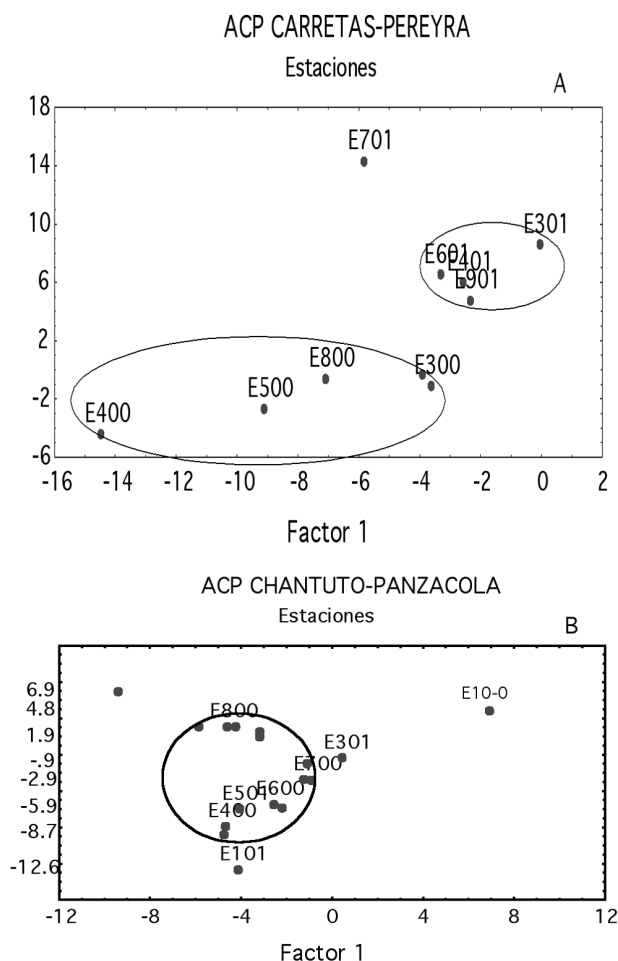 ACP CARRETAS-PEREYRA
Estaciones
A
18
E701
14
10
E301
E601
E401
6
E901
2
E800
E300
E500
-2
E400
-6
-16 -14 -12 -10 -8 -6 -4 -2 0 2
Factor 1
ACP CHANTUTO-PANZACOLA
Estaciones
B
6.9
E10-0
4.8
E800
1.9
E301
-.9
E700
-2.9
E600
E501
-5.9
E400
-8.7
E101
-12.6
-12 -8 -4 0 4 8 12
Factor 1